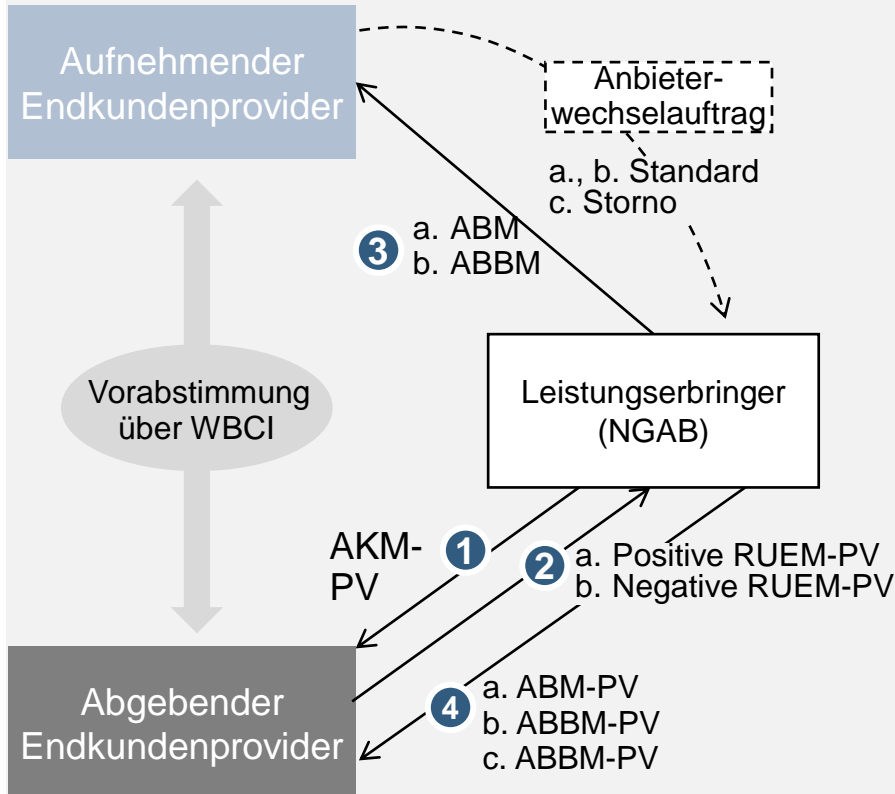 Aufnehmender
Endkundenprovider
Anbieter-
wechselauftrag
a., b. Standard
c. Storno
3
a. ABM
b. ABBM
Vorabstimmung
über WBCI
Leistungserbringer
(NGAB)
AKM-
PV
1
2
a. Positive RUEM-PV
b. Negative RUEM-PV
Abgebender
Endkundenprovider
4
a. ABM-PV
b. ABBM-PV
c. ABBM-PV